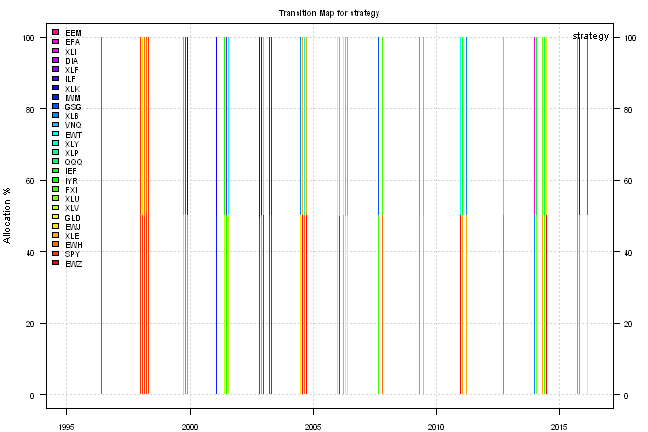 Transition Map for strategy
strategy
EEM
EFA
XLI
DIA
XLF
ILF
XLK
IWM
GSG
XLB
VNQ
EWT
XLY
XLP
QQQ
IEF
IYR
FXI
XLU
XLV
GLD
EWJ
XLE
EWH
SPY
EWZ
Allocation %
100
80
60
40
20
0
100
80
60
40
20
0
1995
2000
2005
2010
2015